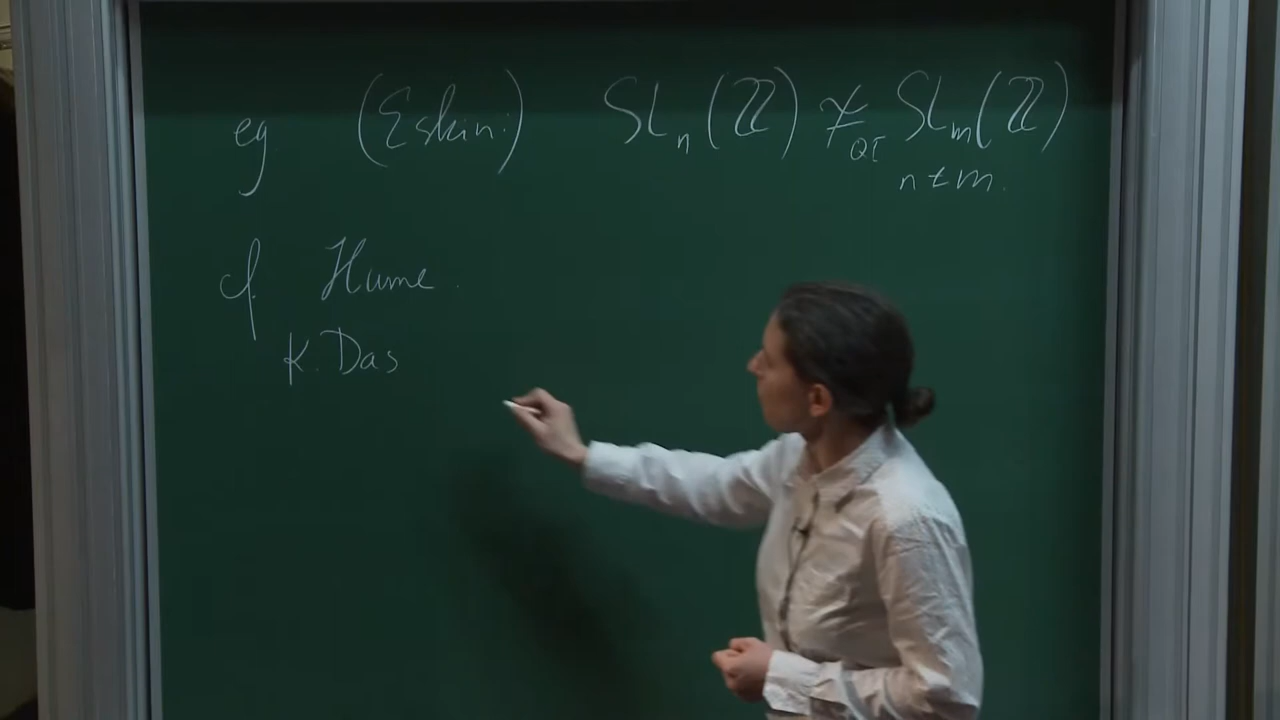 eg (Eskin:) SL_n(ℤ) ≄_QI SL_m(ℤ)
n≠m.
cf. Hume.
K. Das